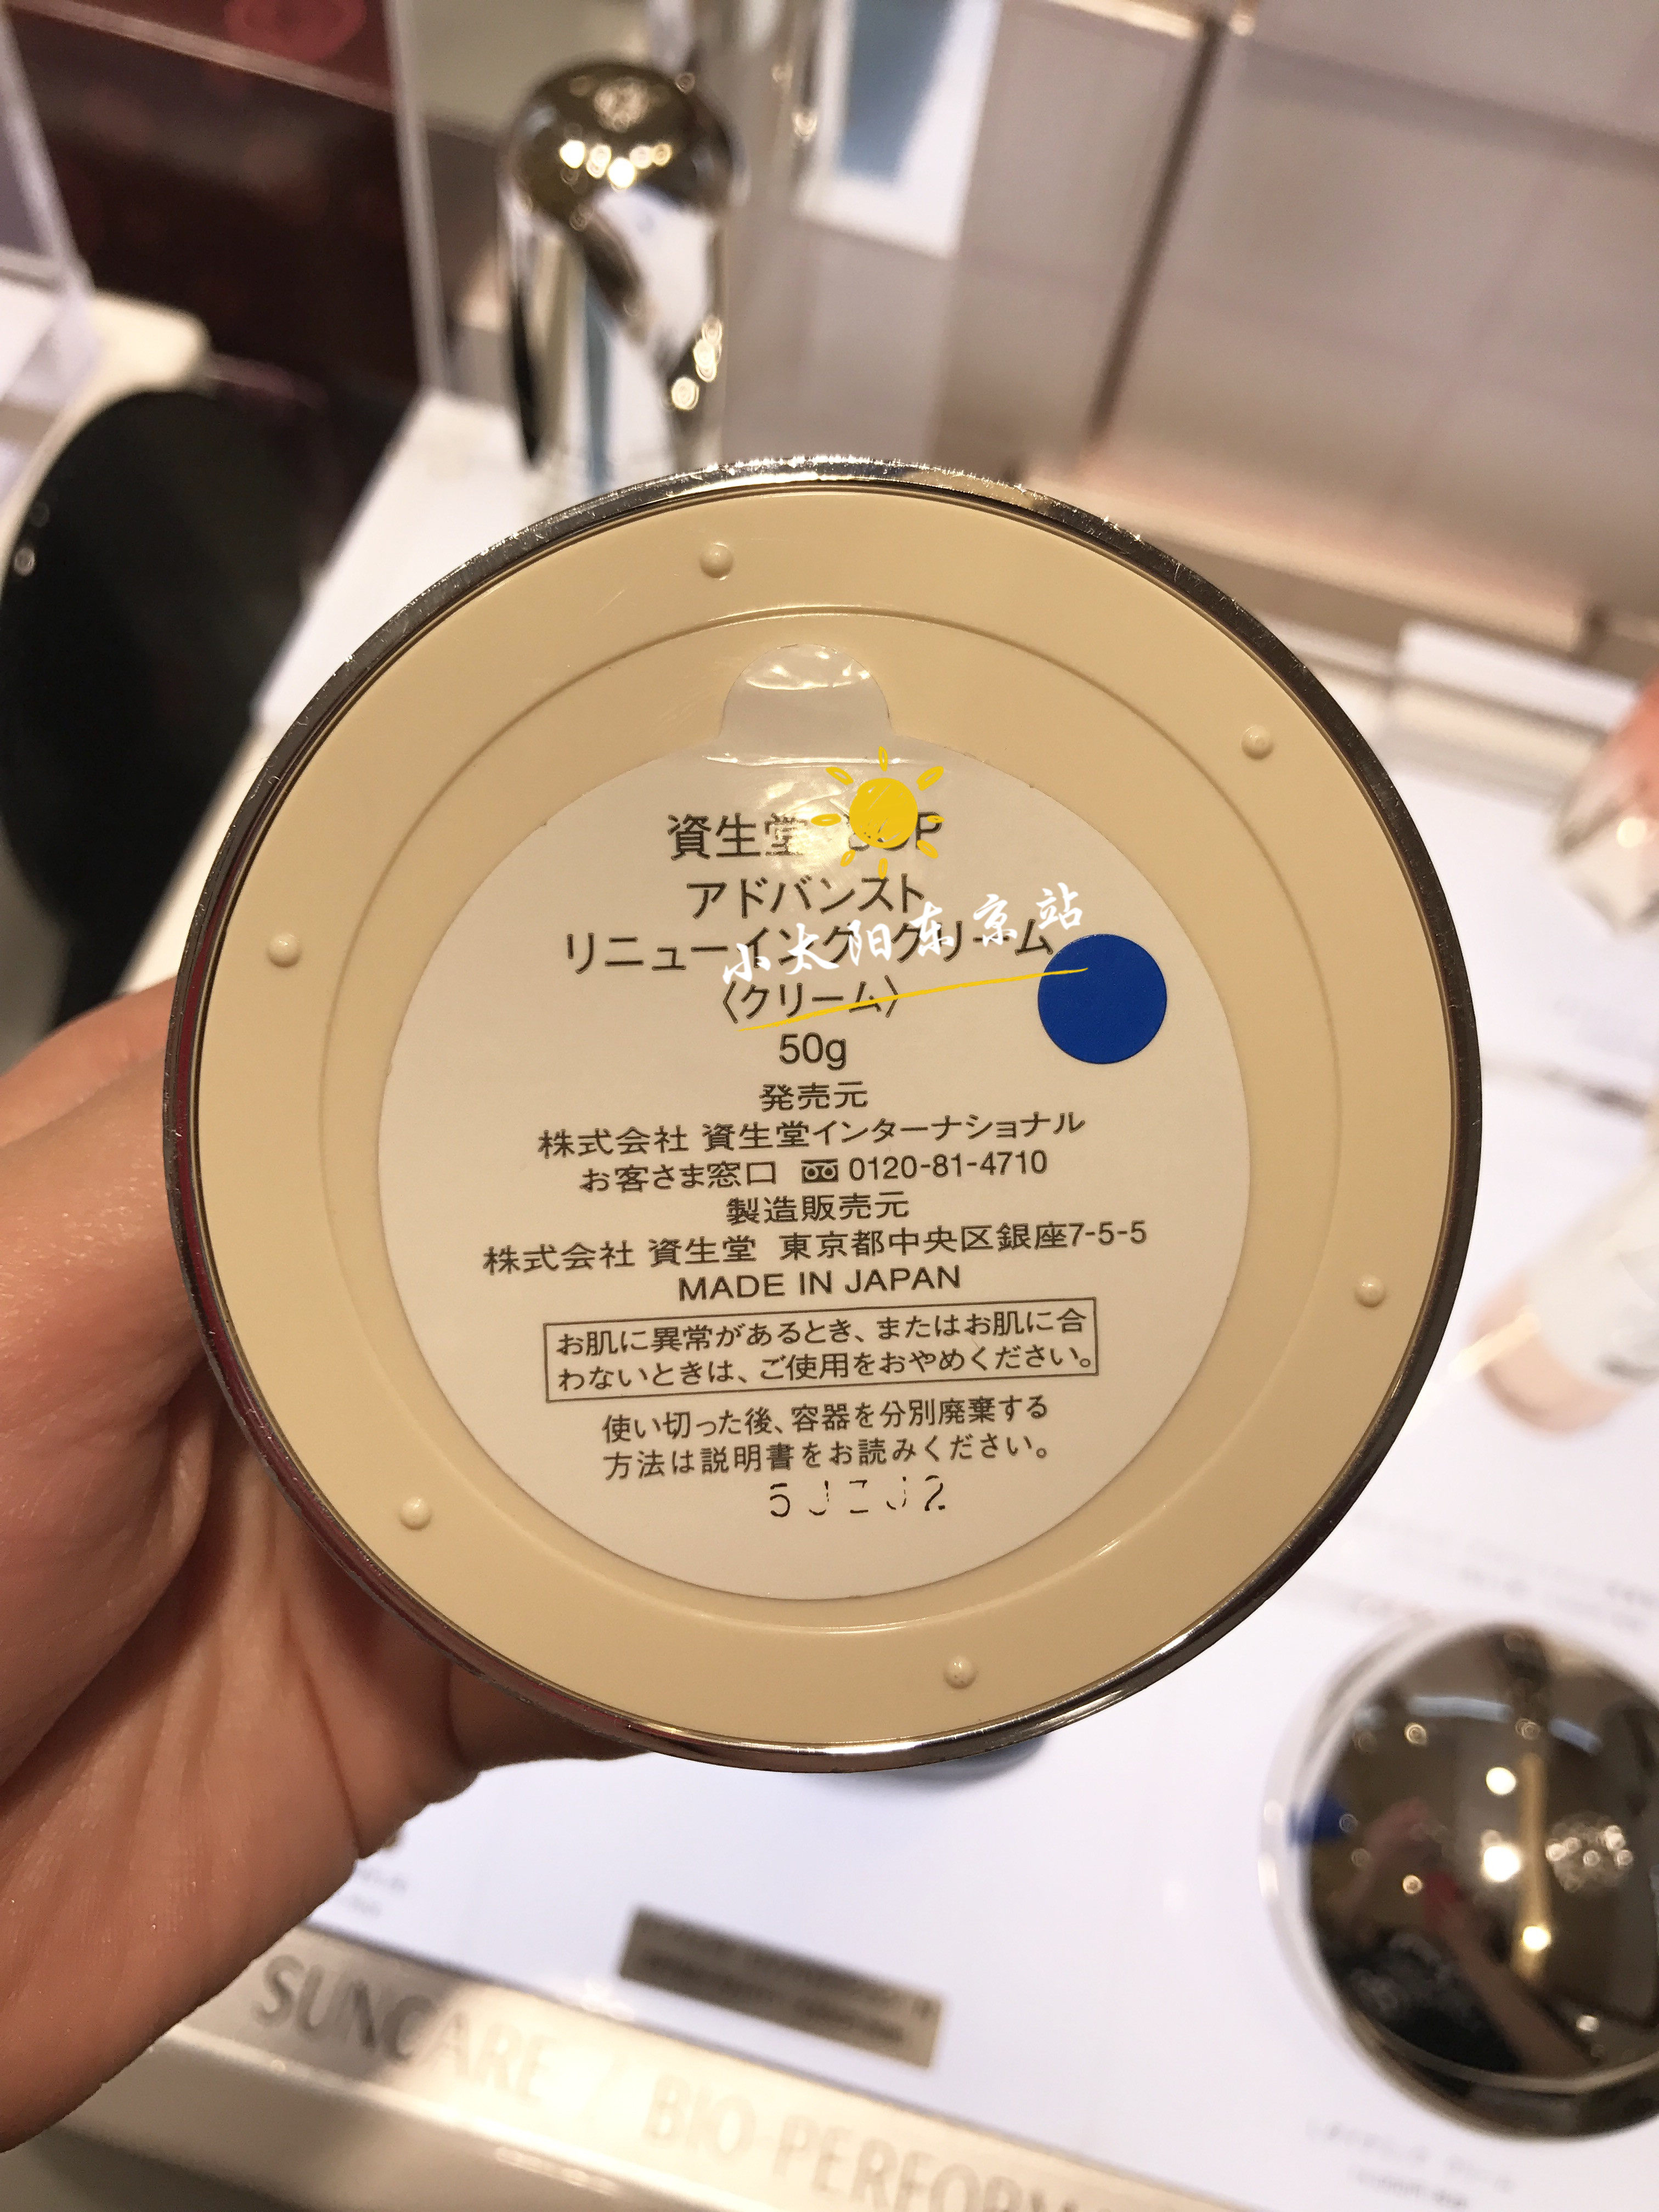 資生堂
アドバンスト
リニューイング クリーム
〈クリーム〉
小太阳东京站
50g
発売元
株式会社 資生堂インターナショナル
お客さま窓口 0120-81-4710
製造販売元
株式会社 資生堂 東京都中央区銀座7-5-5
MADE IN JAPAN
お肌に異常があるとき、またはお肌に合
わないときは、ご使用をおやめください。
使い切った後、容器を分別廃棄する
方法は説明書をお読みください。
SUNCARE / BIO-PERFORM